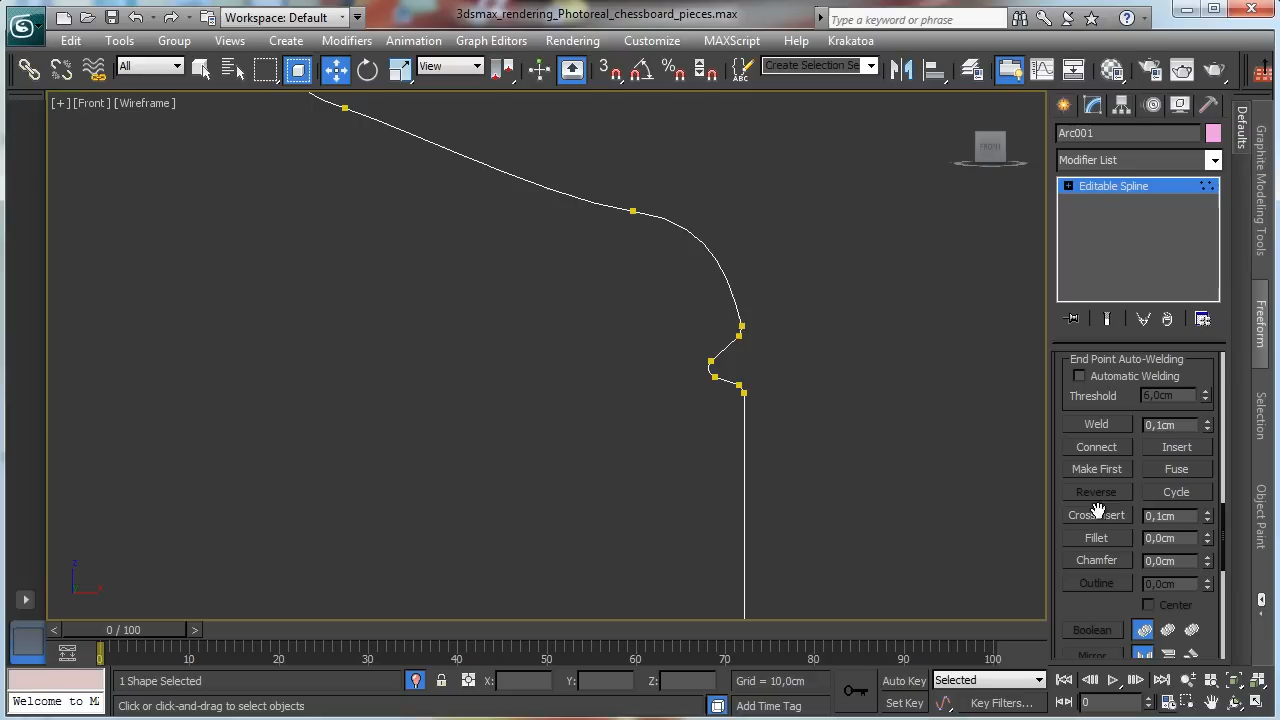 Workspace: Default
3dsmax_rendering_Photoreal_chessboard_pieces.max
Type a keyword or phrase
Edit Tools Group Views Create Modifiers Animation Graph Editors Rendering Customize MAXScript Help Krakatoa
All
View
3
ABC
Create Selection Se
[+] [Front] [Wireframe]
FRONT
Arc001
Modifier List
Editable Spline
Defaults
Graphite Modeling Tools
Freeform
Selection
Object Paint
End Point Auto-Welding
Automatic Welding
Threshold 6,0cm
Weld 0,1cm
Connect Insert
Make First Fuse
Reverse Cycle
0,1cm
Fillet 0,0cm
Chamfer 0,0cm
Outline 0,0cm
Center
Boolean
Mirror
z
x
0 / 100
0 10 20 30 40 50 60 70 80 90 100
1 Shape Selected X: Y: Z: Grid = 10,0cm Auto Key Selected
Welcome to M
Click or click-and-drag to select objects Add Time Tag Set Key Key Filters... 0